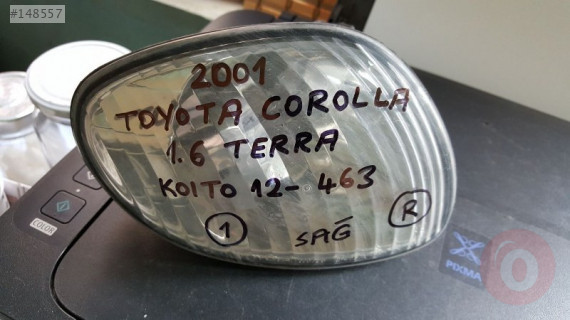 #148557
2001
TOYOTA COROLLA
1.6 TERRA
KOITO 12-463
1 SAĞ R
COLOR
PIXMA